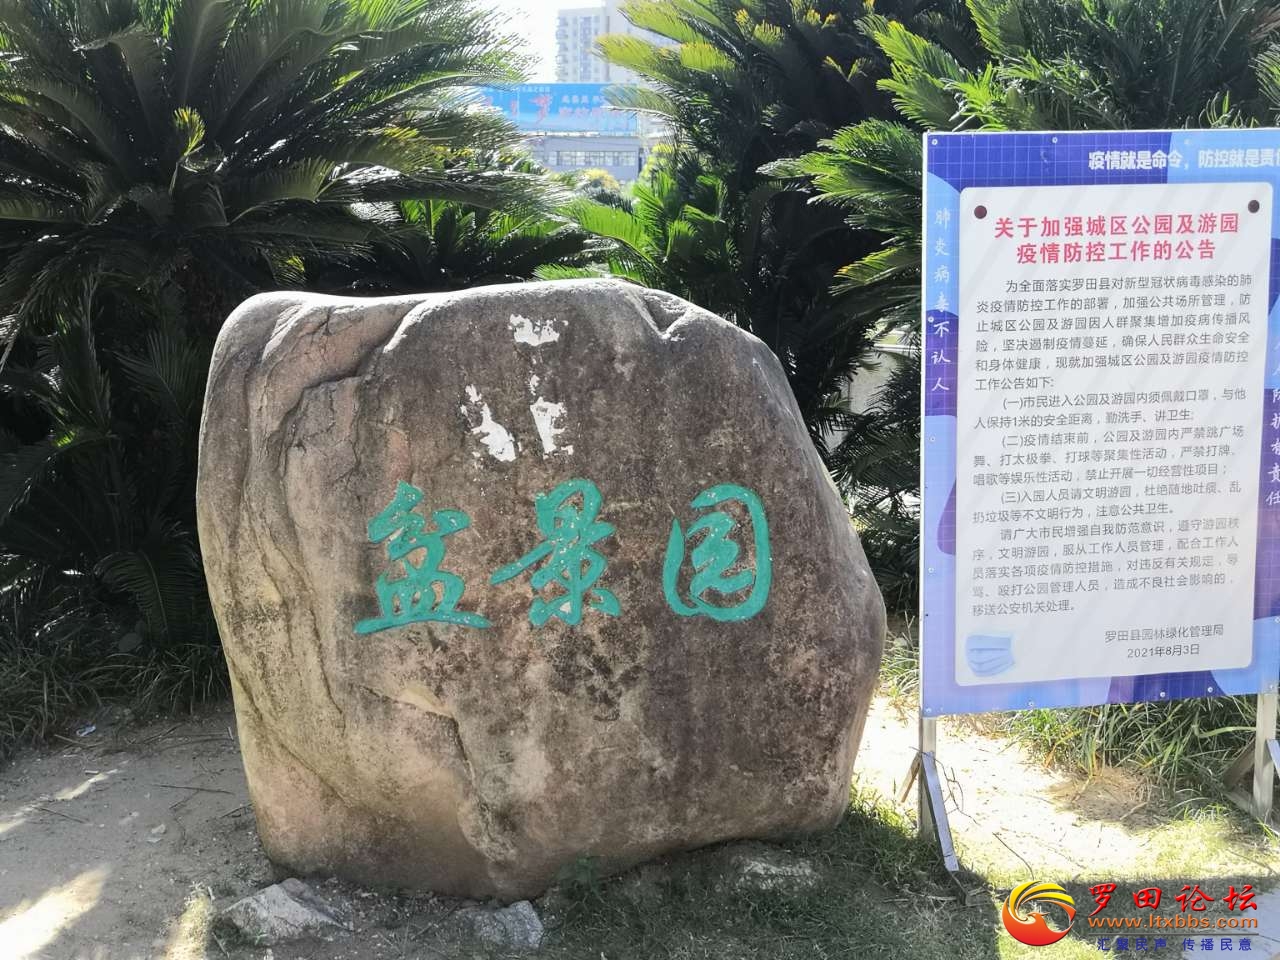 盆景园
疫情就是命令，防控就是责
肺炎病毒不认人
关于加强城区公园及游园
疫情防控工作的公告
为全面落实罗田县对新型冠状病毒感染的肺
炎疫情防控工作的部署，加强公共场所管理，防
止城区公园及游园因人群聚集增加疫病传播风
险，坚决遏制疫情蔓延，确保人民群众生命安全
和身体健康，现就加强城区公园及游园疫情防控
工作公告如下:
(一)市民进入公园及游园内须佩戴口罩，与他
人保持1米的安全距离，勤洗手、讲卫生;
(二)疫情结束前，公园及游园内严禁跳广场
舞、打太极拳、打球等聚集性活动，严禁打牌、
唱歌等娱乐性活动，禁止开展一切经营性项目；
(三)入园人员请文明游园，杜绝随地吐痰、乱
扔垃圾等不文明行为，注意公共卫生。
请广大市民增强自我防范意识，遵守游园秩
序，文明游园，服从工作人员管理，配合工作人
员落实各项疫情防控措施，对违反有关规定，辱
骂、殴打公园管理人员，造成不良社会影响的，
移送公安机关处理。
罗田县园林绿化管理局
2021年8月3日
罗田论坛
www.ltxbbs.com
汇聚民声 传播民意